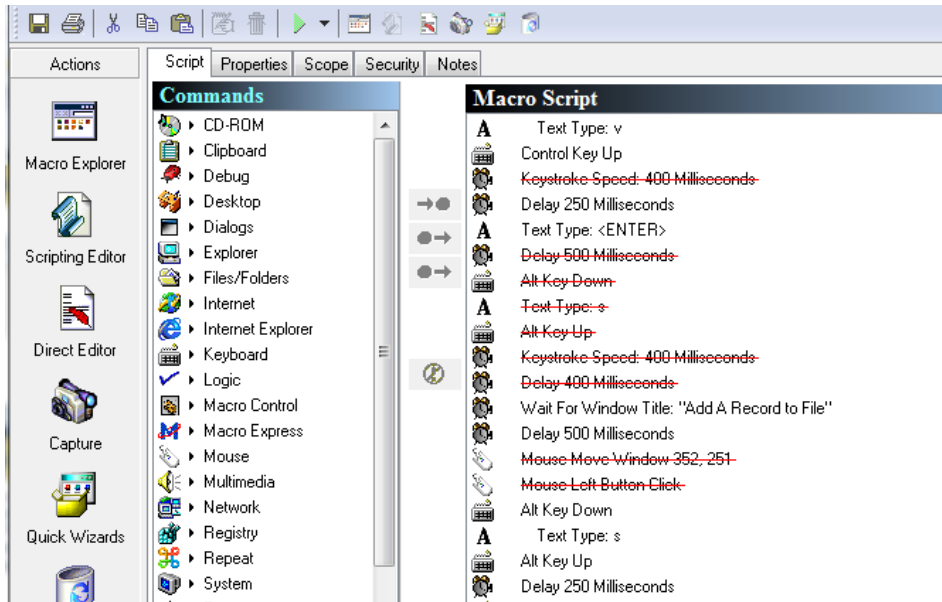 Actions
Script Properties Scope Security Notes
Macro Explorer
Scripting Editor
Direct Editor
Capture
Quick Wizards
Commands
CD-ROM
Clipboard
Debug
Desktop
Dialogs
Explorer
Files/Folders
Internet
Internet Explorer
Keyboard
Logic
Macro Control
Macro Express
Mouse
Multimedia
Network
Registry
Repeat
System
Macro Script
Text Type: v
Control Key Up
Keystroke Speed: 400 Milliseconds
Delay 250 Milliseconds
Text Type: <ENTER>
Delay 500 Milliseconds
Alt Key Down
Text Type: s
Alt Key Up
Keystroke Speed: 400 Milliseconds
Delay 400 Milliseconds
Wait For Window Title: "Add A Record to File"
Delay 500 Milliseconds
Mouse Move Window 352, 251
Mouse Left Button Click
Alt Key Down
Text Type: s
Alt Key Up
Delay 250 Milliseconds